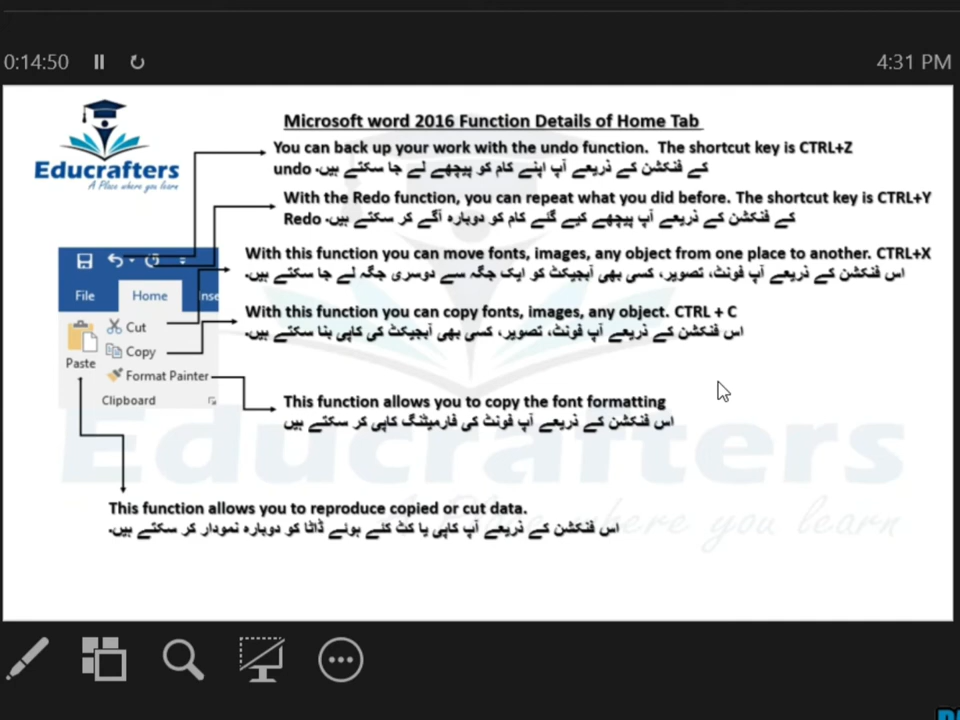 0:14:50
4:31 PM
Educrafters
A Place where you learn
Microsoft word 2016 Function Details of Home Tab
You can back up your work with the undo function.  The shortcut key is CTRL+Z
undo کے فنکشن کے ذریعے آپ اپنے کام کو پیچھے لے جا سکتے ہیں۔
With the Redo function, you can repeat what you did before. The shortcut key is CTRL+Y
Redo کے فنکشن کے ذریعے آپ پیچھے کیے گئے کام کو دوبارہ آگے کر سکتے ہیں۔
With this function you can move fonts, images, any object from one place to another. CTRL+X
اس فنکشن کے ذریعے آپ فونٹ، تصویر، کسی بھی آبجیکٹ کو ایک جگہ سے دوسری جگہ لے جا سکتے ہیں۔
File Home Inse
With this function you can copy fonts, images, any object. CTRL + C
اس فنکشن کے ذریعے آپ فونٹ، تصویر، کسی بھی آبجیکٹ کی کاپی بنا سکتے ہیں۔
Cut
Copy
Paste
Format Painter
Clipboard
This function allows you to copy the font formatting
اس فنکشن کے ذریعے آپ فونٹ کی فارمیٹنگ کاپی کر سکتے ہیں
This function allows you to reproduce copied or cut data.
اس فنکشن کے ذریعے آپ کاپی یا کٹ کئے ہوئے ڈاٹا کو دوبارہ نمودار کر سکتے ہیں۔
Educrafters
A Place where you learn